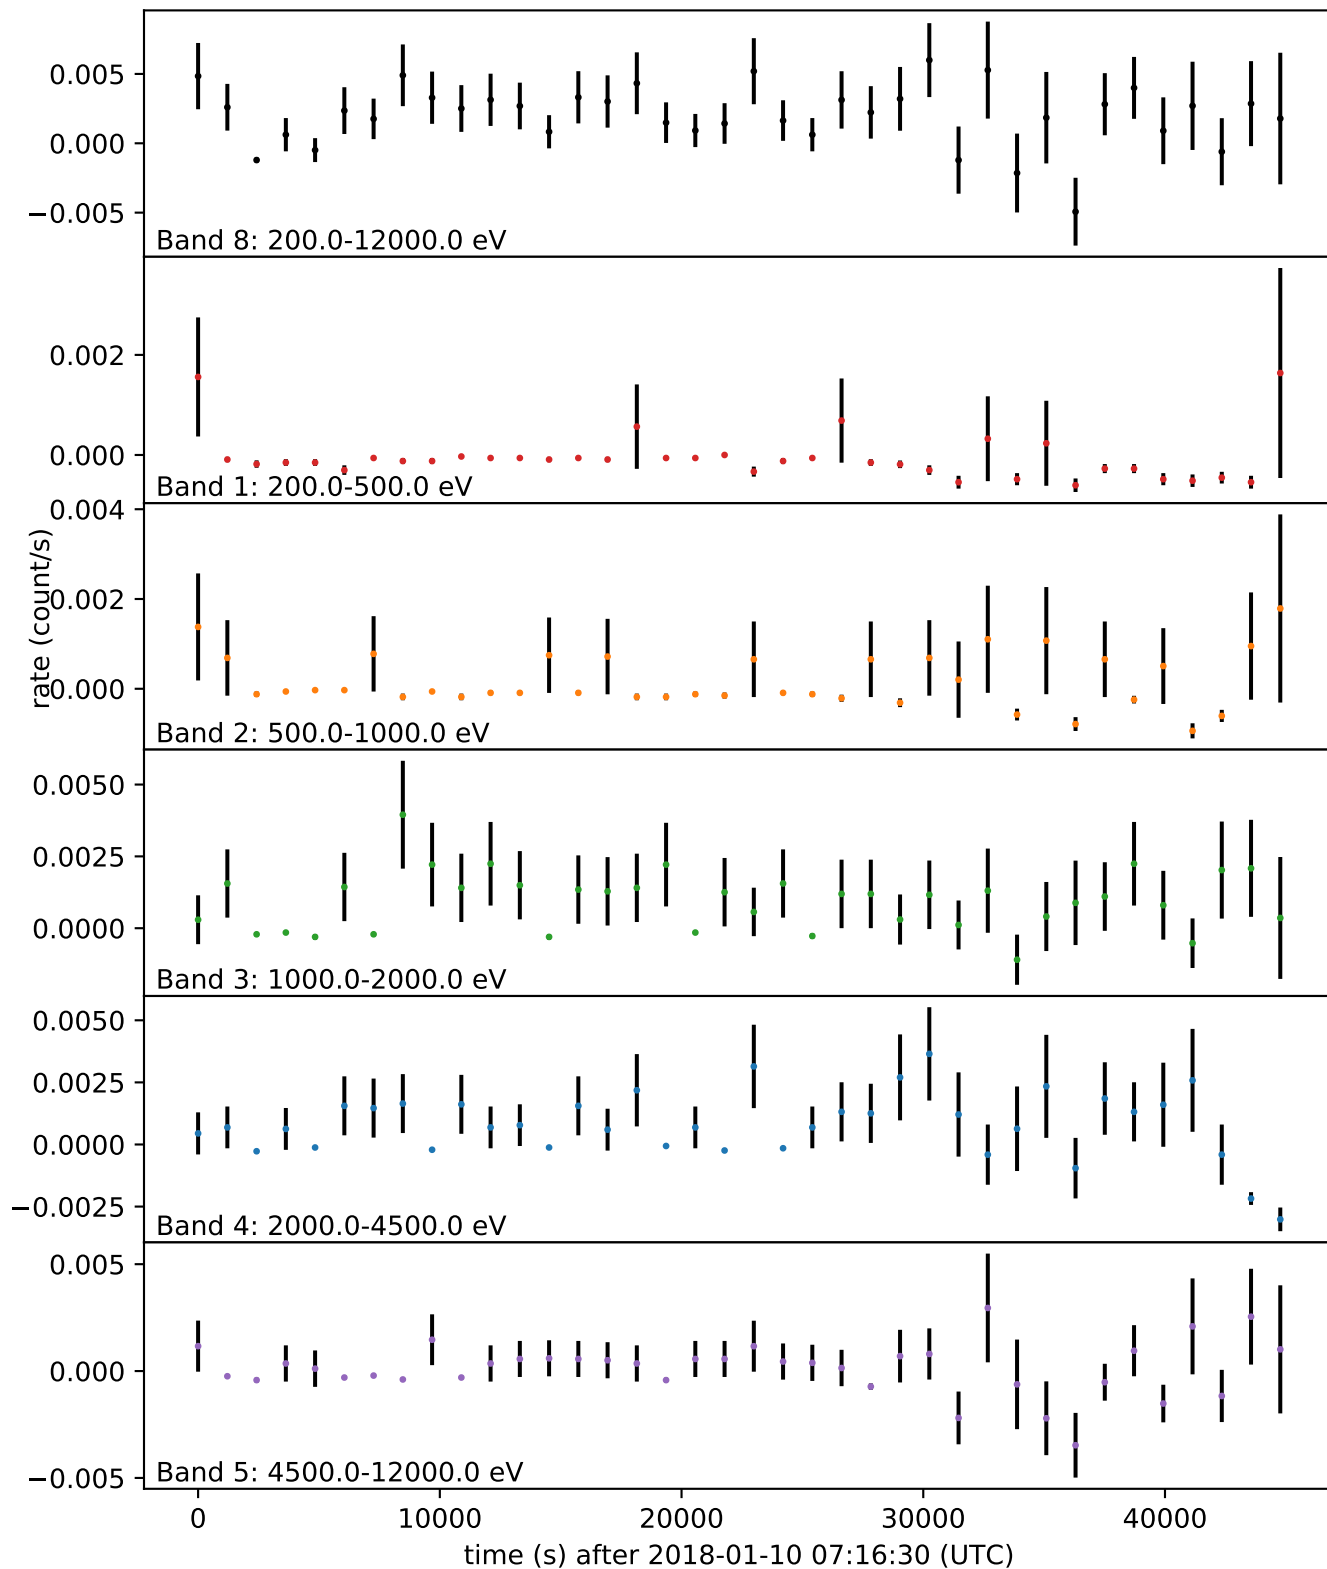 0.005
0.000
−0.005
Band 8: 200.0-12000.0 eV
0.002
0.000
Band 1: 200.0-500.0 eV
0.004
0.002
0.000
Band 2: 500.0-1000.0 eV
rate (count/s)
0.0050
0.0025
0.0000
Band 3: 1000.0-2000.0 eV
0.0050
0.0025
0.0000
−0.0025
Band 4: 2000.0-4500.0 eV
0.005
0.000
−0.005
Band 5: 4500.0-12000.0 eV
0 10000 20000 30000 40000
time (s) after 2018-01-10 07:16:30 (UTC)